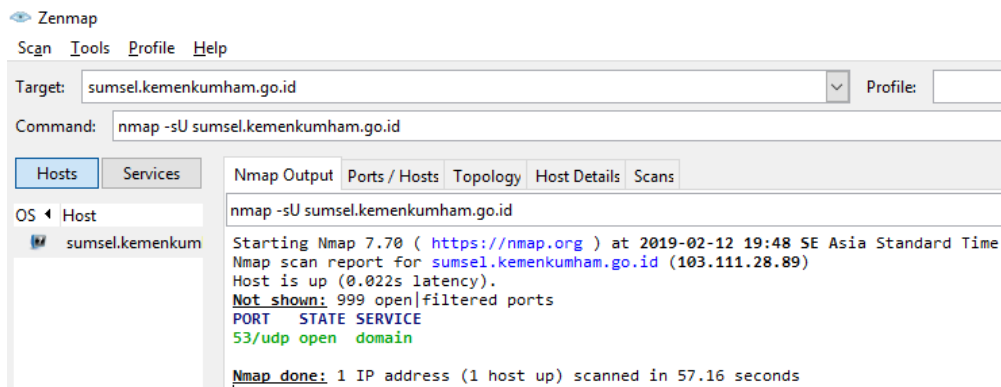 Zenmap
Scan Tools Profile Help
Target: sumsel.kemenkumham.go.id Profile:
Command: nmap -sU sumsel.kemenkumham.go.id
Hosts Services Nmap Output Ports / Hosts Topology Host Details Scans
OS Host nmap -sU sumsel.kemenkumham.go.id
sumsel.kemenkum
Starting Nmap 7.70 ( https://nmap.org ) at 2019-02-12 19:48 SE Asia Standard Time
Nmap scan report for sumsel.kemenkumham.go.id (103.111.28.89)
Host is up (0.022s latency).
Not shown: 999 open|filtered ports
PORT STATE SERVICE
53/udp open domain
Nmap done: 1 IP address (1 host up) scanned in 57.16 seconds